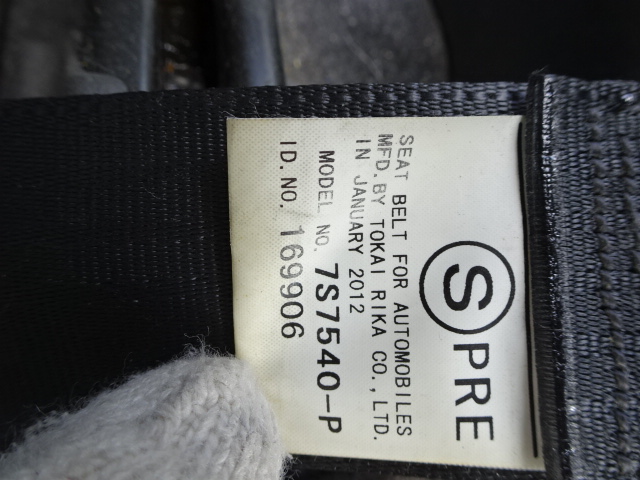 S PRE
SEAT BELT FOR AUTOMOBILES
MFD. BY TOKAI RIKA CO., LTD.
IN JANUARY 2012
MODEL NO. 7S7540-P
ID. NO. 169906